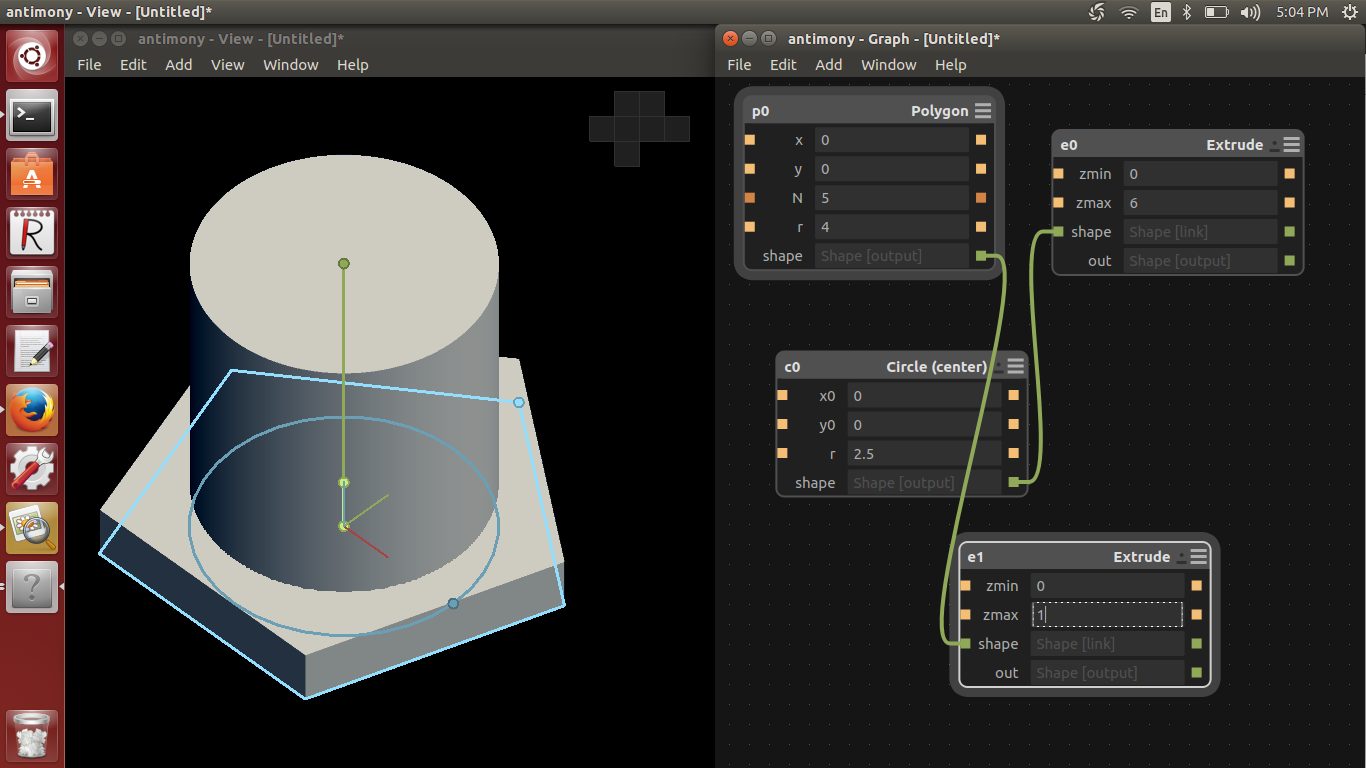 antimony - View - [Untitled]*
En
5:04 PM
antimony - View - [Untitled]*
File Edit Add View Window Help
antimony - Graph - [Untitled]*
File Edit Add Window Help
p0 Polygon
x 0
y 0
N 5
r 4
shape Shape [output]
e0 Extrude
zmin 0
zmax 6
shape Shape [link]
out Shape [output]
c0 Circle (center)
x0 0
y0 0
r 2.5
shape Shape [output]
e1 Extrude
zmin 0
zmax 1
shape Shape [link]
out Shape [output]
>_
A
R
?